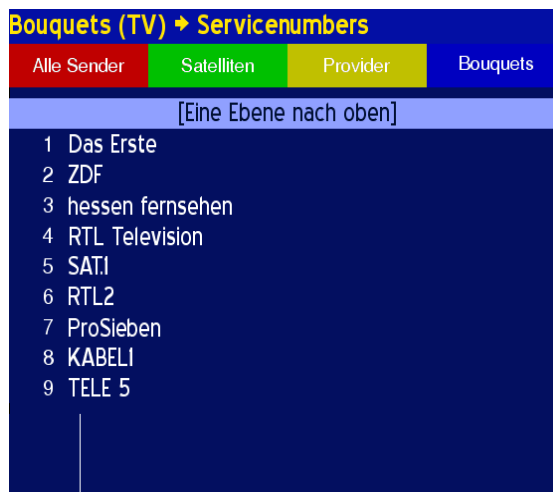 Bouquets (TV) ➔ Servicenumbers
Alle Sender Satelliten Provider Bouquets
[Eine Ebene nach oben]
1 Das Erste
2 ZDF
3 hessen fernsehen
4 RTL Television
5 SAT.1
6 RTL2
7 ProSieben
8 KABEL1
9 TELE 5